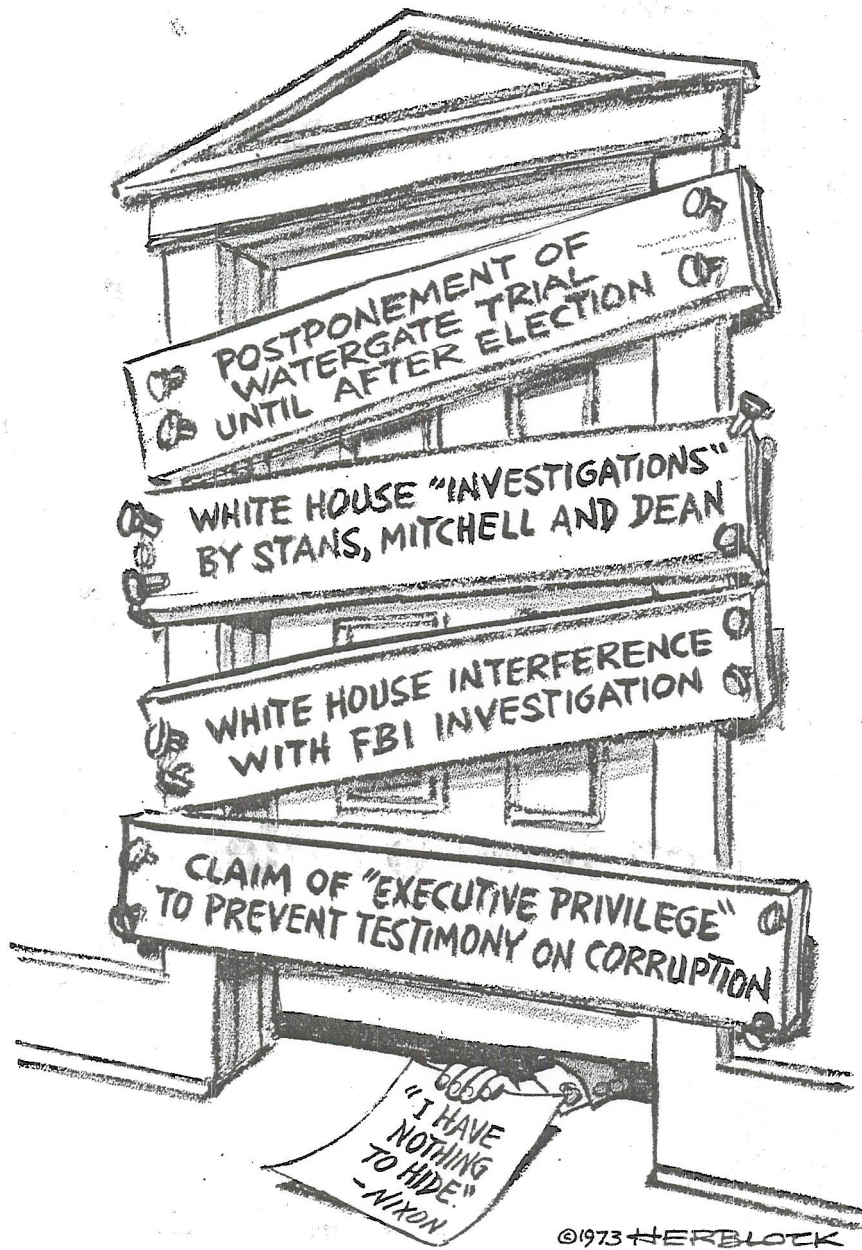 POSTPONEMENT OF
WATERGATE TRIAL
UNTIL AFTER ELECTION
WHITE HOUSE "INVESTIGATIONS"
BY STANS, MITCHELL AND DEAN
WHITE HOUSE INTERFERENCE
WITH FBI INVESTIGATION
CLAIM OF "EXECUTIVE PRIVILEGE"
TO PREVENT TESTIMONY ON CORRUPTION
"I HAVE
NOTHING
TO HIDE."
-NIXON
©1973 HERBLOCK